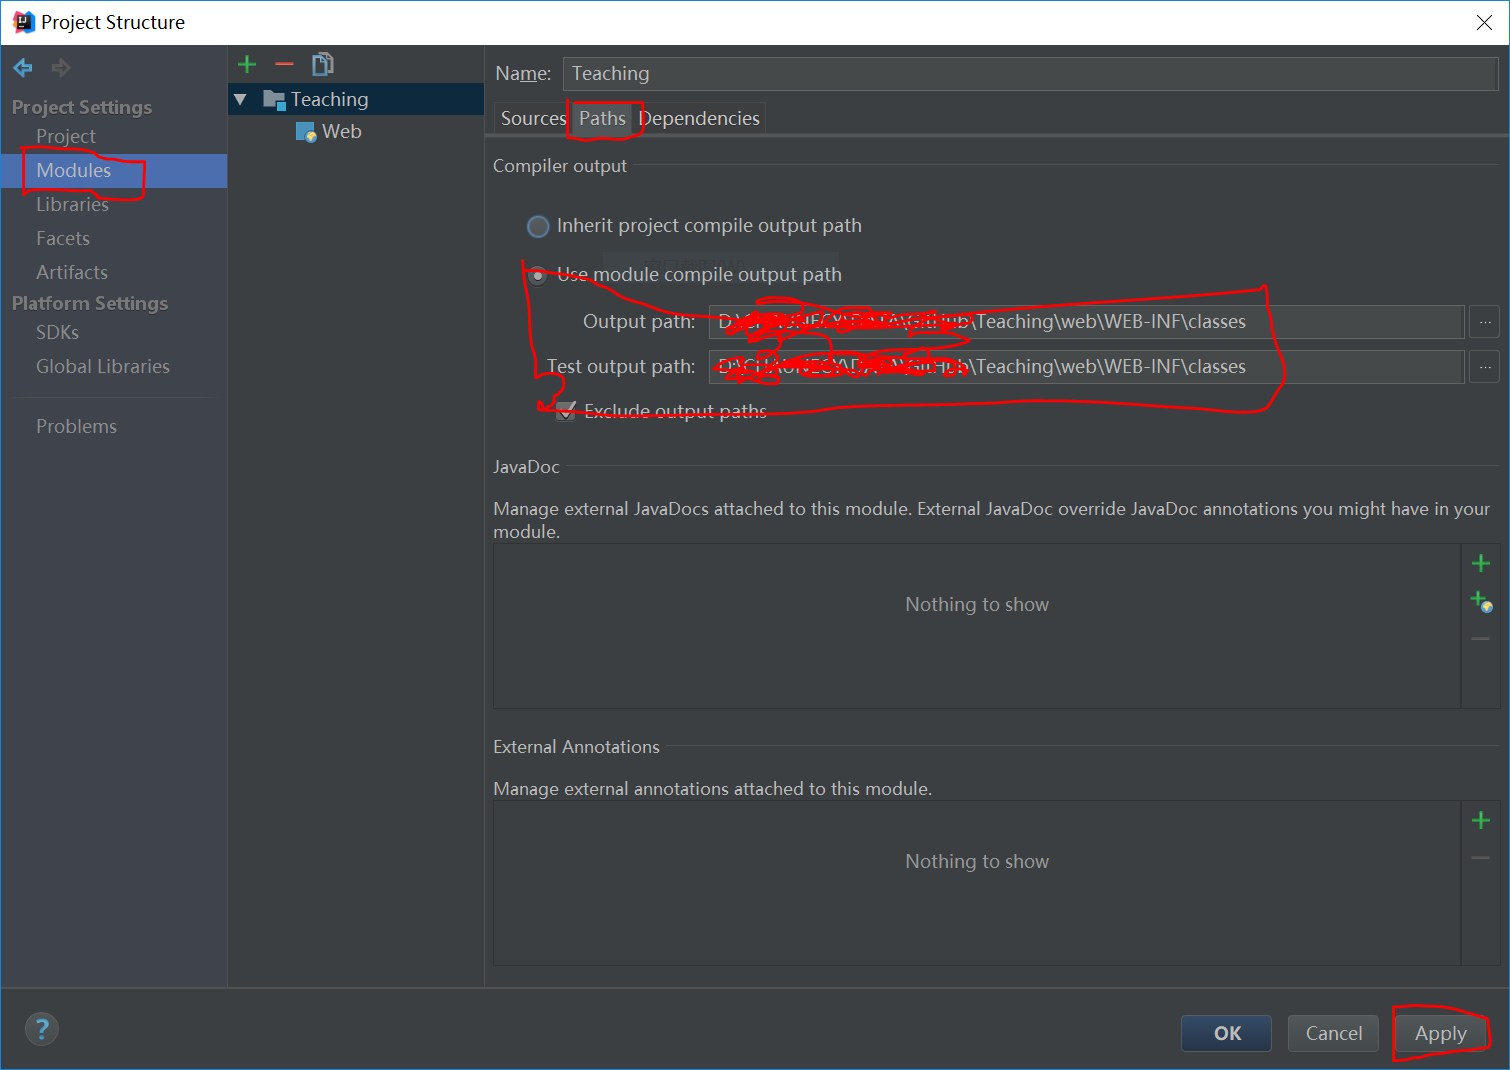 Project Structure
Project Settings
Project
Modules
Libraries
Facets
Artifacts
Platform Settings
SDKs
Global Libraries
Problems
Teaching
Web
Name: Teaching
Sources Paths Dependencies
Compiler output
Inherit project compile output path
Use module compile output path
Output path: \GitHub\Teaching\web\WEB-INF\classes
Test output path: \GitHub\Teaching\web\WEB-INF\classes
Exclude output paths
JavaDoc
Manage external JavaDocs attached to this module. External JavaDoc override JavaDoc annotations you might have in your
module.
Nothing to show
External Annotations
Manage external annotations attached to this module.
Nothing to show
? OK Cancel Apply